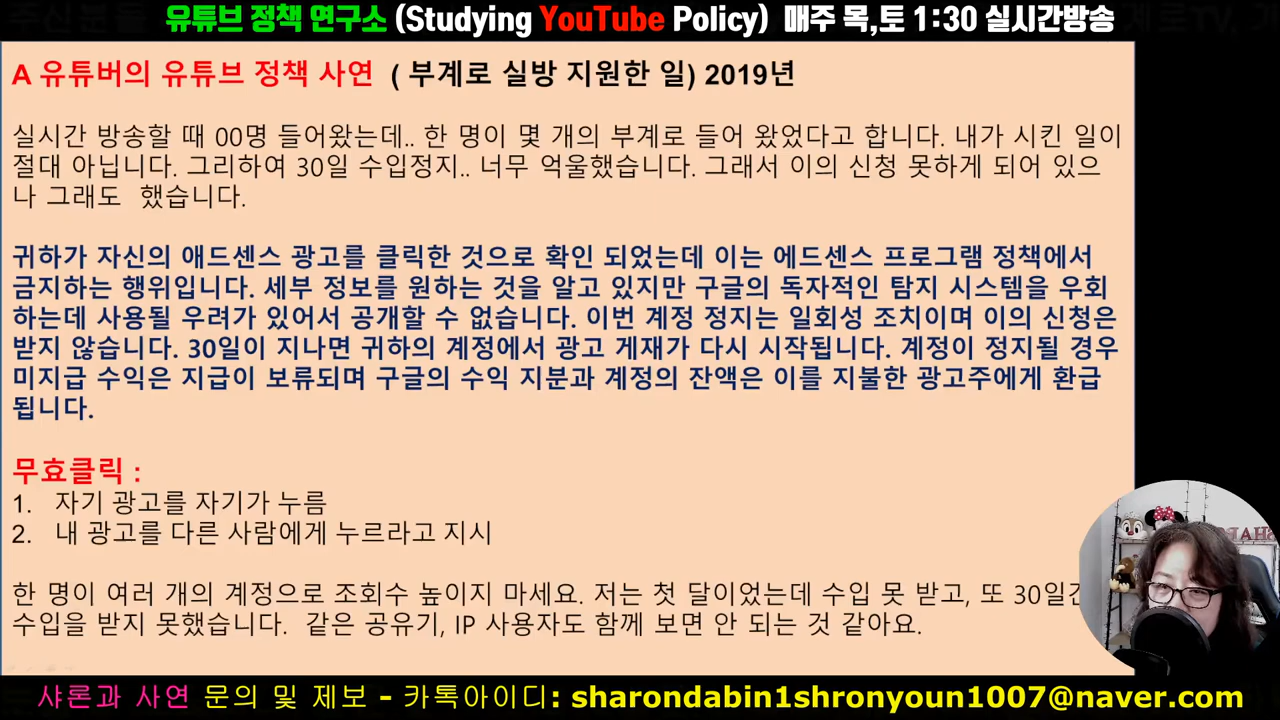 유튜브 정책 연구소 (Studying YouTube Policy) 매주 목,토 1:30 실시간방송
A 유튜버의 유튜브 정책 사연 ( 부계로 실방 지원한 일) 2019년
실시간 방송할 때 00명 들어왔는데.. 한 명이 몇 개의 부계로 들어 왔었다고 합니다. 내가 시킨 일이
절대 아닙니다. 그리하여 30일 수입정지.. 너무 억울했습니다. 그래서 이의 신청 못하게 되어 있으
나 그래도 했습니다.
귀하가 자신의 애드센스 광고를 클릭한 것으로 확인 되었는데 이는 에드센스 프로그램 정책에서
금지하는 행위입니다. 세부 정보를 원하는 것을 알고 있지만 구글의 독자적인 탐지 시스템을 우회
하는데 사용될 우려가 있어서 공개할 수 없습니다. 이번 계정 정지는 일회성 조치이며 이의 신청은
받지 않습니다. 30일이 지나면 귀하의 계정에서 광고 게재가 다시 시작됩니다. 계정이 정지될 경우
미지급 수익은 지급이 보류되며 구글의 수익 지분과 계정의 잔액은 이를 지불한 광고주에게 환급
됩니다.
무효클릭 :
1. 자기 광고를 자기가 누름
2. 내 광고를 다른 사람에게 누르라고 지시
한 명이 여러 개의 계정으로 조회수 높이지 마세요. 저는 첫 달이었는데 수입 못 받고, 또 30일간
수입을 받지 못했습니다. 같은 공유기, IP 사용자도 함께 보면 안 되는 것 같아요.
샤론과 사연 문의 및 제보 - 카톡아이디: sharondabin1shronyoun1007@naver.com